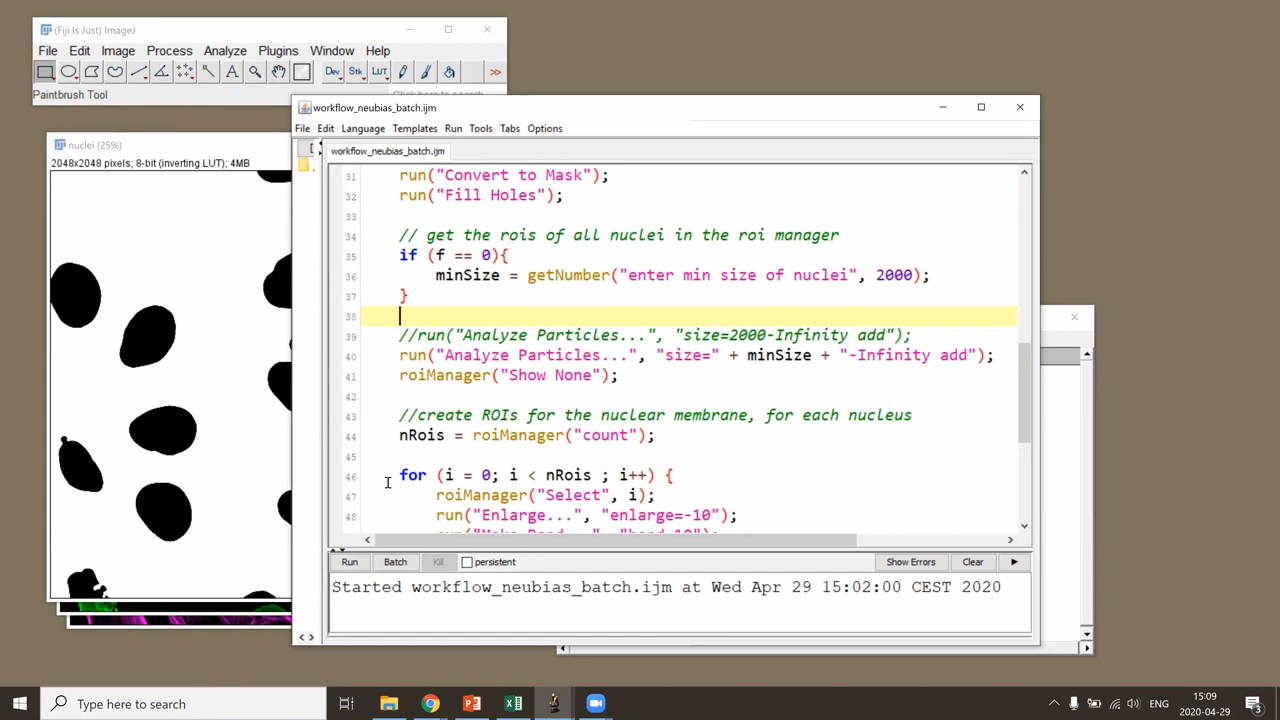 (Fiji Is Just) ImageJ
File Edit Image Process Analyze Plugins Window Help
A Dev Stk LUT >>
Paintbrush Tool
workflow_neubias_batch.ijm
File Edit Language Templates Run Tools Tabs Options
nuclei (25%)
2048x2048 pixels; 8-bit (inverting LUT); 4MB
workflow_neubias_batch.ijm
31 run("Convert to Mask");
32 run("Fill Holes");
33
34 // get the rois of all nuclei in the roi manager
35 if (f == 0){
36 minSize = getNumber("enter min size of nuclei", 2000);
37 }
38
39 //run("Analyze Particles...", "size=2000-Infinity add");
40 run("Analyze Particles...", "size=" + minSize + "-Infinity add");
41 roiManager("Show None");
42
43 //create ROIs for the nuclear membrane, for each nucleus
44 nRois = roiManager("count");
45
46 for (i = 0; i < nRois ; i++) {
47 roiManager("Select", i);
48 run("Enlarge...", "enlarge=-10");
Run Batch Kill persistent Show Errors Clear
Started workflow_neubias_batch.ijm at Wed Apr 29 15:02:00 CEST 2020
Type here to search
ENG
15:09
2020-04-29
3